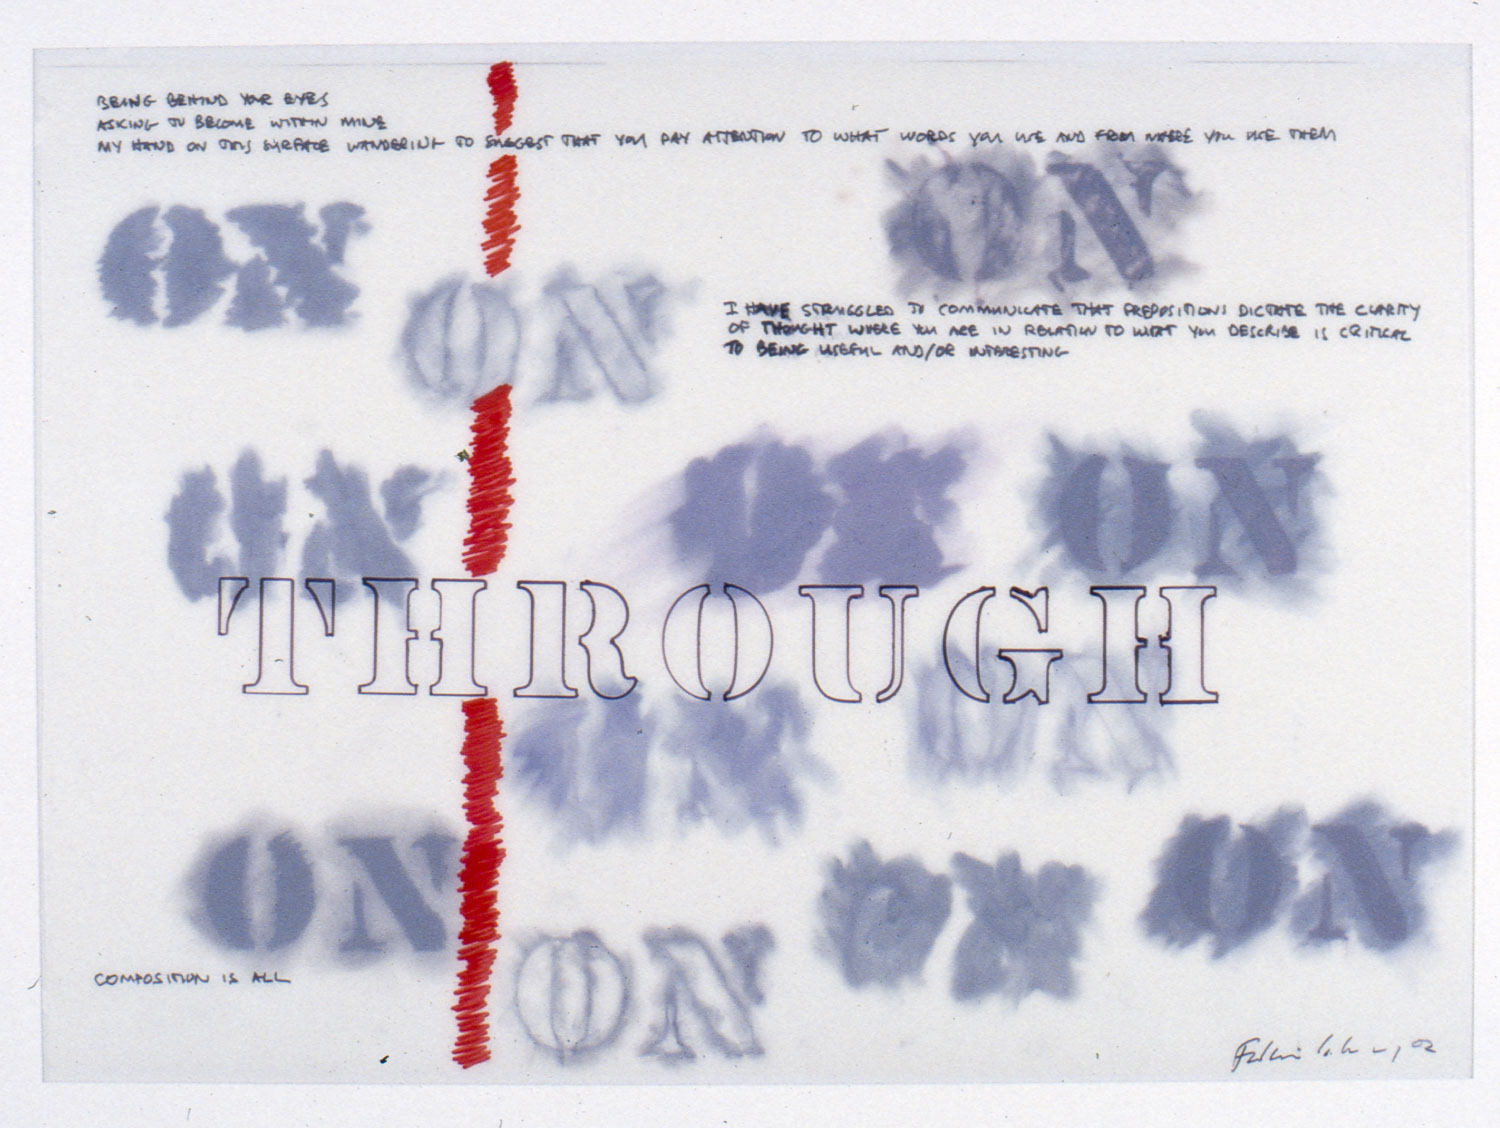 BEING BEHIND YOUR EYES
ASKING TO BECOME WITHIN MINE
MY HAND ON THIS SURFACE WANDERING TO SUGGEST THAT YOU PAY ATTENTION TO WHAT WORDS YOU USE AND FROM WHERE YOU USE THEM
ON
ON
ON
I HAVE STRUGGLED TO COMMUNICATE THAT PREPOSITIONS DICTATE THE CLARITY
OF THOUGHT WHERE YOU ARE IN RELATION TO WHAT YOU DESCRIBE IS CRITICAL
TO BEING USEFUL AND/OR INTERESTING
ON
ON
ON
THROUGH
ON
ON
ON
ON
ON
ON
COMPOSITION IS ALL
02